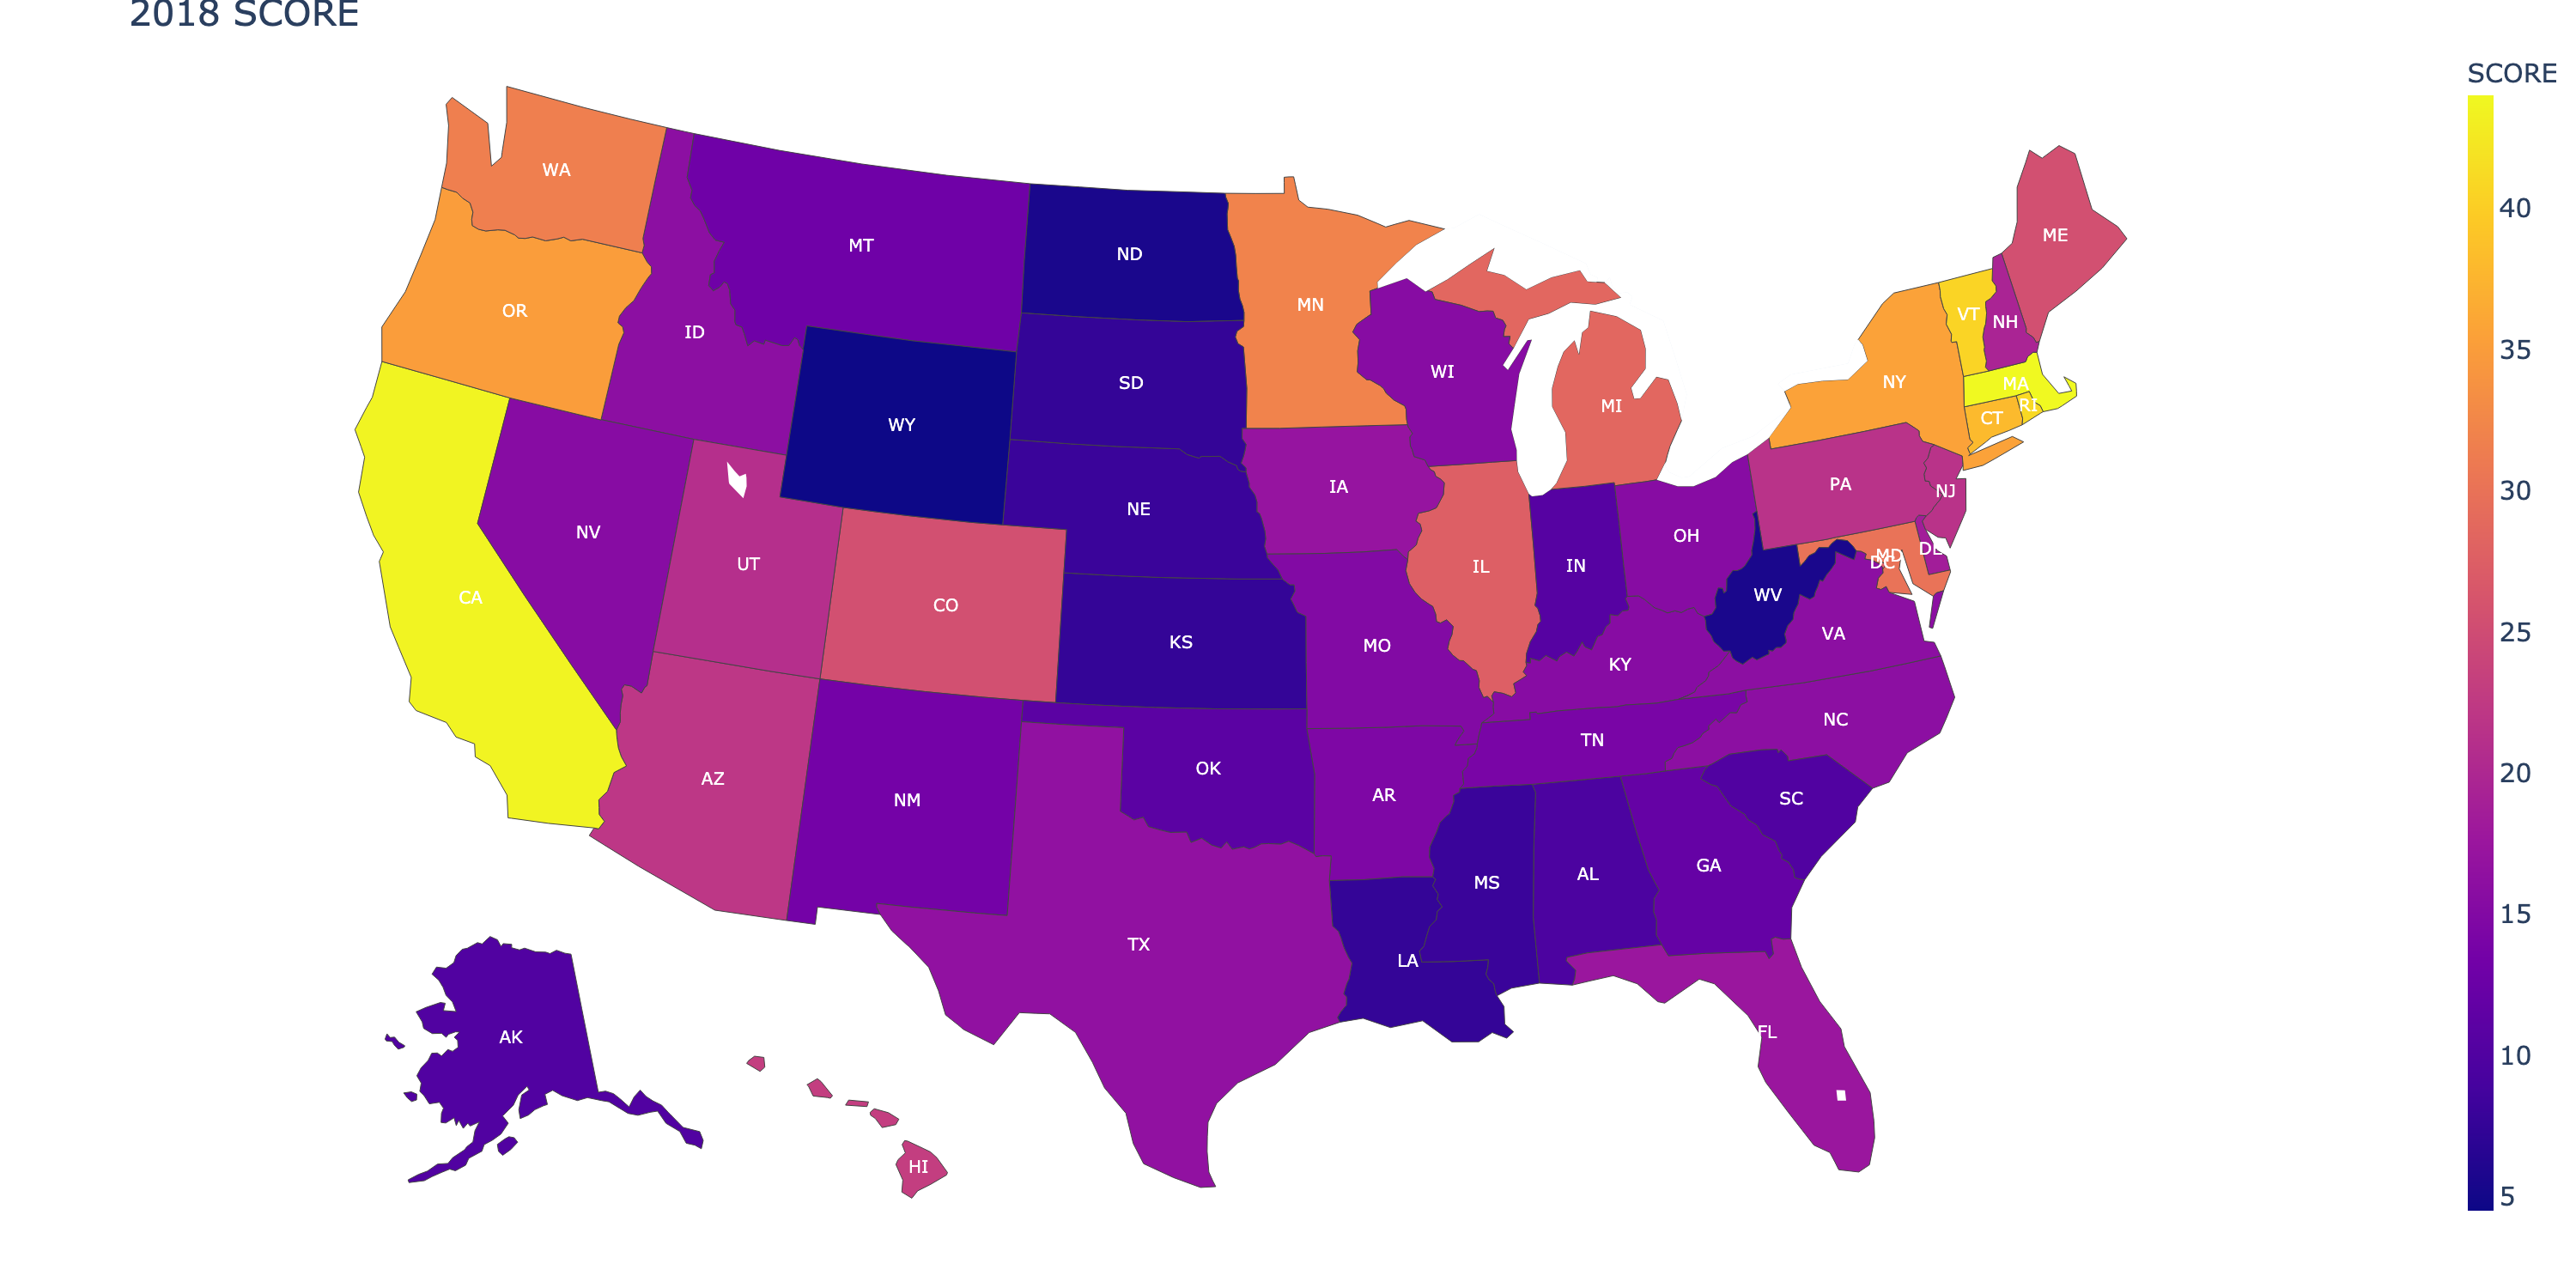 2018 SCORE
SCORE
WA
ME
MT
ND
MN
OR
VT
NH
ID
WI
SD
NY
MA
RI
MI
CT
WY
IA
PA
NJ
NE
NV
OH
DE
MD
DC
UT
IL
IN
WV
CA
CO
VA
KS
MO
KY
NC
TN
OK
AZ
NM
AR
SC
GA
AL
MS
TX
LA
FL
AK
HI
40
35
30
25
20
15
10
5